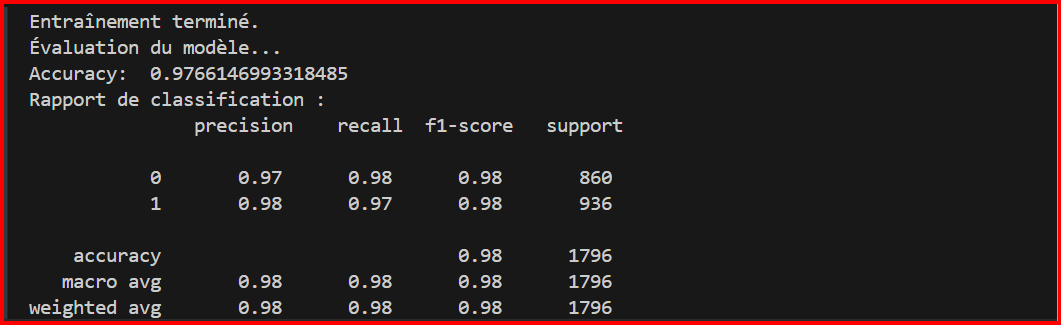 Entraînement terminé.
Évaluation du modèle...
Accuracy:  0.9766146993318485
Rapport de classification :
              precision    recall  f1-score   support

           0       0.97      0.98      0.98       860
           1       0.98      0.97      0.98       936

    accuracy                           0.98      1796
   macro avg       0.98      0.98      0.98      1796
weighted avg       0.98      0.98      0.98      1796